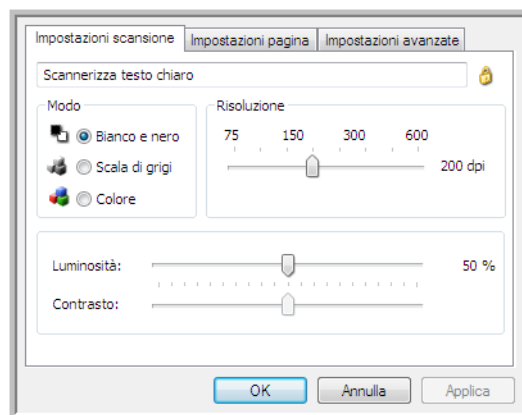 Impostazioni scansione Impostazioni pagina Impostazioni avanzate
Scannerizza testo chiaro
Modo
Bianco e nero
Scala di grigi
Colore
Risoluzione
75 150 300 600
200 dpi
Luminosità: 50 %
Contrasto:
OK Annulla Applica